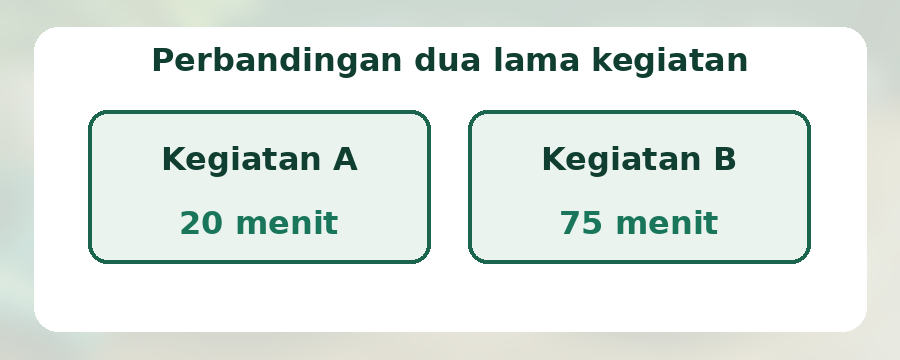 Perbandingan dua lama kegiatan
Kegiatan A
20 menit
Kegiatan B
75 menit